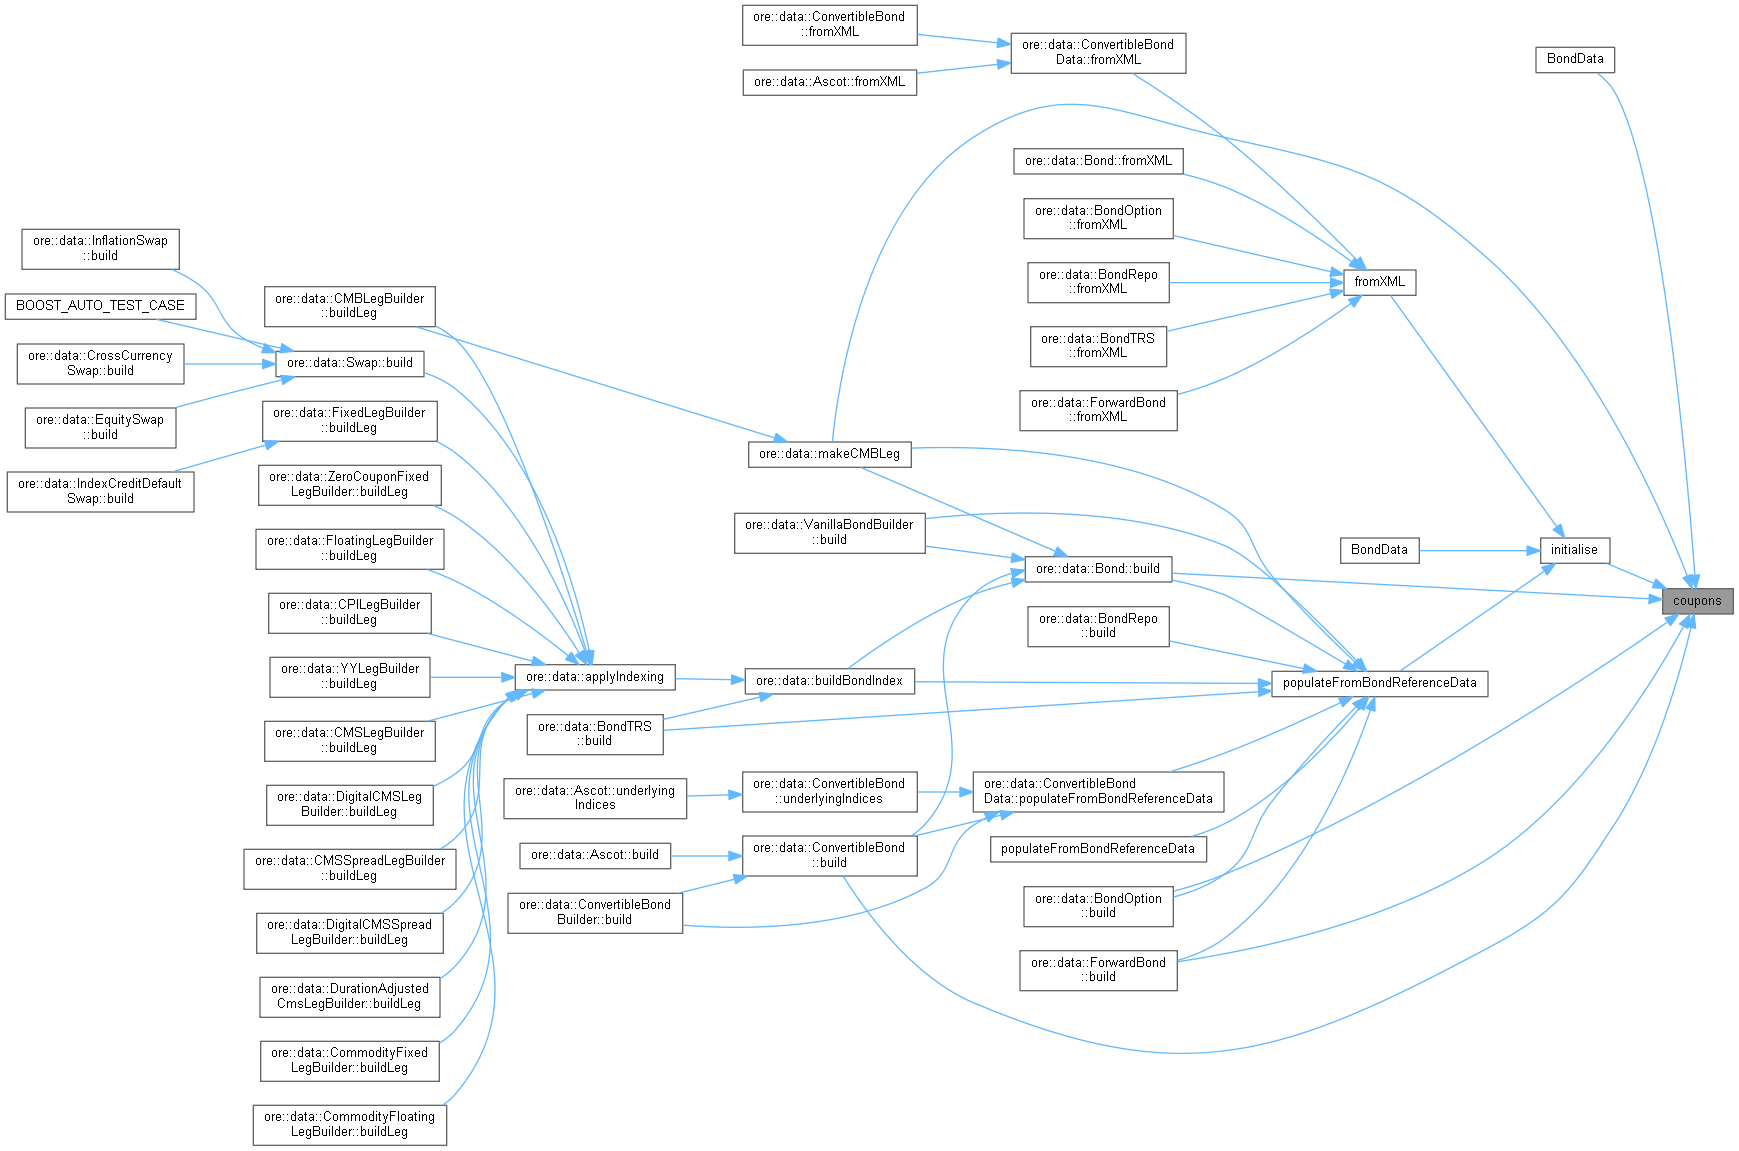 ore::data::ConvertibleBond
::fromXML
ore::data::Ascot::fromXML
ore::data::ConvertibleBond
Data::fromXML
BondData
ore::data::Bond::fromXML
ore::data::BondOption
::fromXML
ore::data::BondRepo
::fromXML
ore::data::BondTRS
::fromXML
ore::data::ForwardBond
::fromXML
fromXML
ore::data::InflationSwap
::build
BOOST_AUTO_TEST_CASE
ore::data::CrossCurrency
Swap::build
ore::data::EquitySwap
::build
ore::data::IndexCreditDefault
Swap::build
ore::data::CMBLegBuilder
::buildLeg
ore::data::Swap::build
ore::data::FixedLegBuilder
::buildLeg
ore::data::ZeroCouponFixed
LegBuilder::buildLeg
ore::data::FloatingLegBuilder
::buildLeg
ore::data::CPILegBuilder
::buildLeg
ore::data::YYLegBuilder
::buildLeg
ore::data::CMSLegBuilder
::buildLeg
ore::data::DigitalCMSLeg
Builder::buildLeg
ore::data::CMSSpreadLegBuilder
::buildLeg
ore::data::DigitalCMSSpread
LegBuilder::buildLeg
ore::data::DurationAdjusted
CmsLegBuilder::buildLeg
ore::data::CommodityFixed
LegBuilder::buildLeg
ore::data::CommodityFloating
LegBuilder::buildLeg
ore::data::makeCMBLeg
ore::data::VanillaBondBuilder
::build
ore::data::Bond::build
BondData
initialise
coupons
ore::data::BondRepo
::build
ore::data::applyIndexing
ore::data::buildBondIndex
populateFromBondReferenceData
ore::data::BondTRS
::build
ore::data::Ascot::underlying
Indices
ore::data::ConvertibleBond
::underlyingIndices
ore::data::ConvertibleBond
Data::populateFromBondReferenceData
ore::data::Ascot::build
ore::data::ConvertibleBond
::build
populateFromBondReferenceData
ore::data::ConvertibleBond
Builder::build
ore::data::BondOption
::build
ore::data::ForwardBond
::build